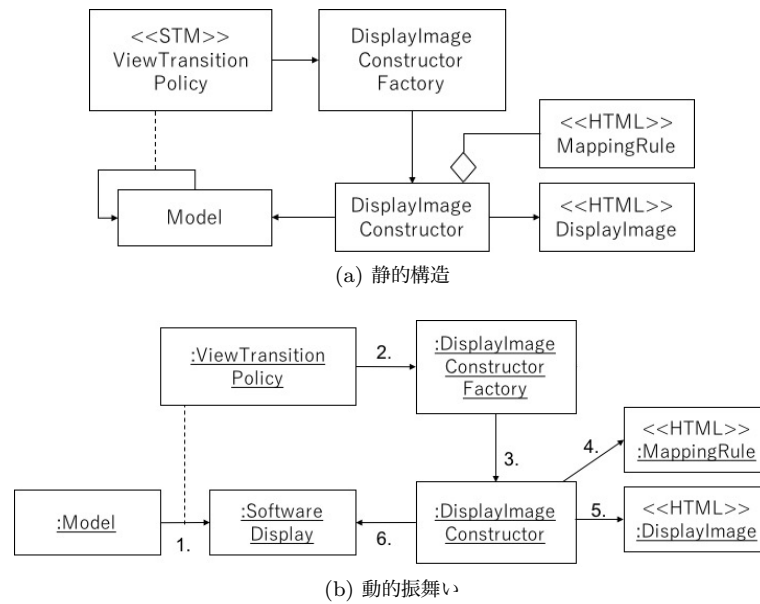 <<STM>>
ViewTransition
Policy
DisplayImage
Constructor
Factory
<<HTML>>
MappingRule
Model
DisplayImage
Constructor
<<HTML>>
DisplayImage
(a) 静的構造
:ViewTransition
Policy
2.
:DisplayImage
Constructor
Factory
3.
4.
<<HTML>>
:MappingRule
:Model
1.
:Software
Display
6.
:DisplayImage
Constructor
5.
<<HTML>>
:DisplayImage
(b) 動的振舞い